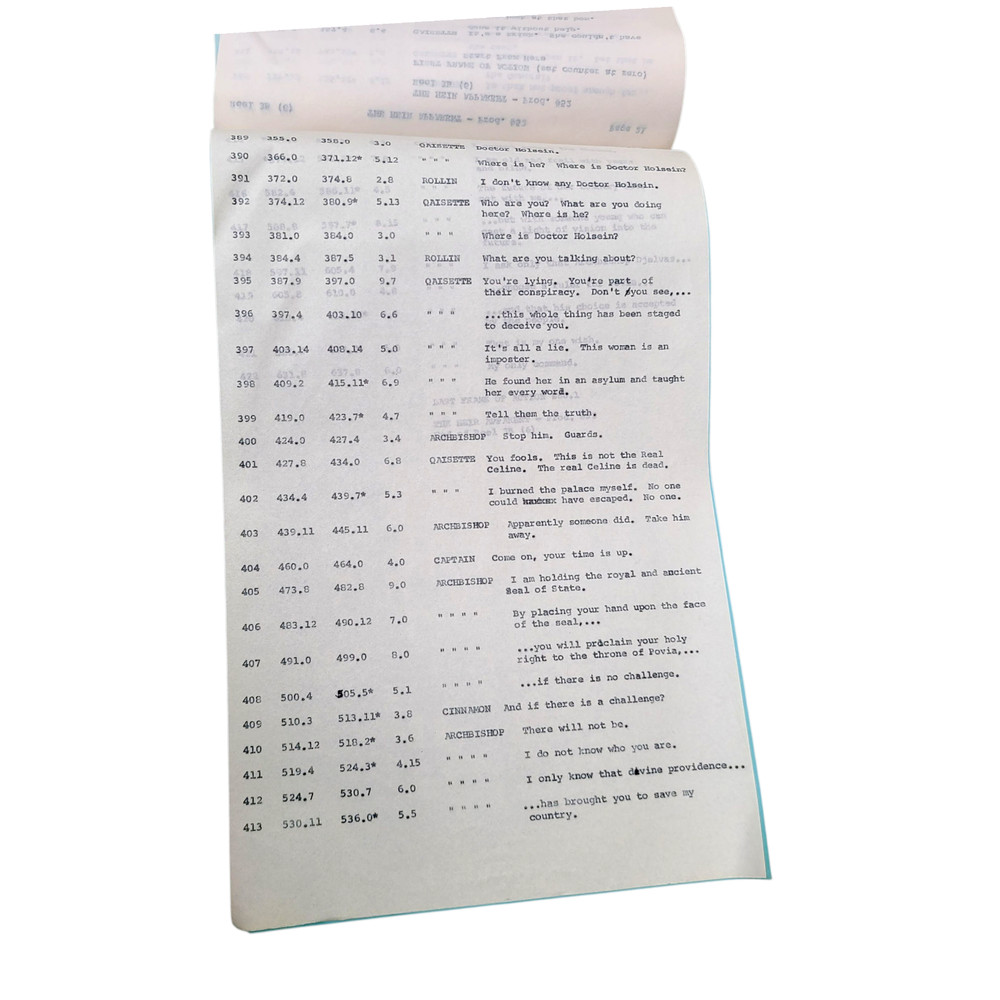 389 355.0 358.0 3.0 QAISETTE Doctor Holsein.
390 366.0 371.12* 5.12 " " " Where is he? Where is Doctor Holsein?
391 372.0 374.8 2.8 ROLLIN I don't know any Doctor Holsein.
392 374.12 380.9* 5.13 QAISETTE Who are you? What are you doing
here? Where is he?
393 381.0 384.0 3.0 " " " Where is Doctor Holsein?
394 384.4 387.5 3.1 ROLLIN What are you talking about?
395 387.9 397.0 9.7 QAISETTE You're lying. You're part of
their conspiracy. Don't you see,...
396 397.4 403.10 6.6 " " " ...this whole thing has been staged
to deceive you.
397 403.14 408.14 5.0 " " " It's all a lie. This woman is an
imposter.
398 409.2 415.11* 6.9 " " " He found her in an asylum and taught
her every word.
399 419.0 423.7* 4.7 " " " Tell them the truth.
400 424.0 427.4 3.4 ARCHBISHOP Stop him. Guards.
401 427.8 434.0 6.8 QAISETTE You fools. This is not the Real
Celine. The real Celine is dead.
402 434.4 439.7* 5.3 " " " I burned the palace myself. No one
could have escaped. No one.
403 439.11 445.11 6.0 ARCHBISHOP Apparently someone did. Take him
away.
404 460.0 464.0 4.0 CAPTAIN Come on, your time is up.
405 473.8 482.8 9.0 ARCHBISHOP I am holding the royal and ancient
Seal of State.
406 483.12 490.12 7.0 " " " " By placing your hand upon the face
of the seal,...
407 491.0 499.0 8.0 " " " " ...you will proclaim your holy
right to the throne of Povia,...
408 500.4 505.5* 5.1 " " " " ...if there is no challenge.
409 510.3 513.11* 3.8 CINNAMON And if there is a challenge?
410 514.12 518.2* 3.6 ARCHBISHOP There will not be.
411 519.4 524.3* 4.15 " " " " I do not know who you are.
412 524.7 530.7 6.0 " " " " I only know that divine providence...
413 530.11 536.0* 5.5 " " " " ...has brought you to save my
country.